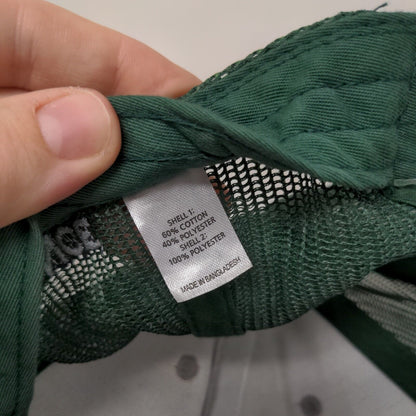 SHELL 1:
60% COTTON
40% POLYESTER
SHELL 2:
100% POLYESTER
MADE IN BANGLADESH